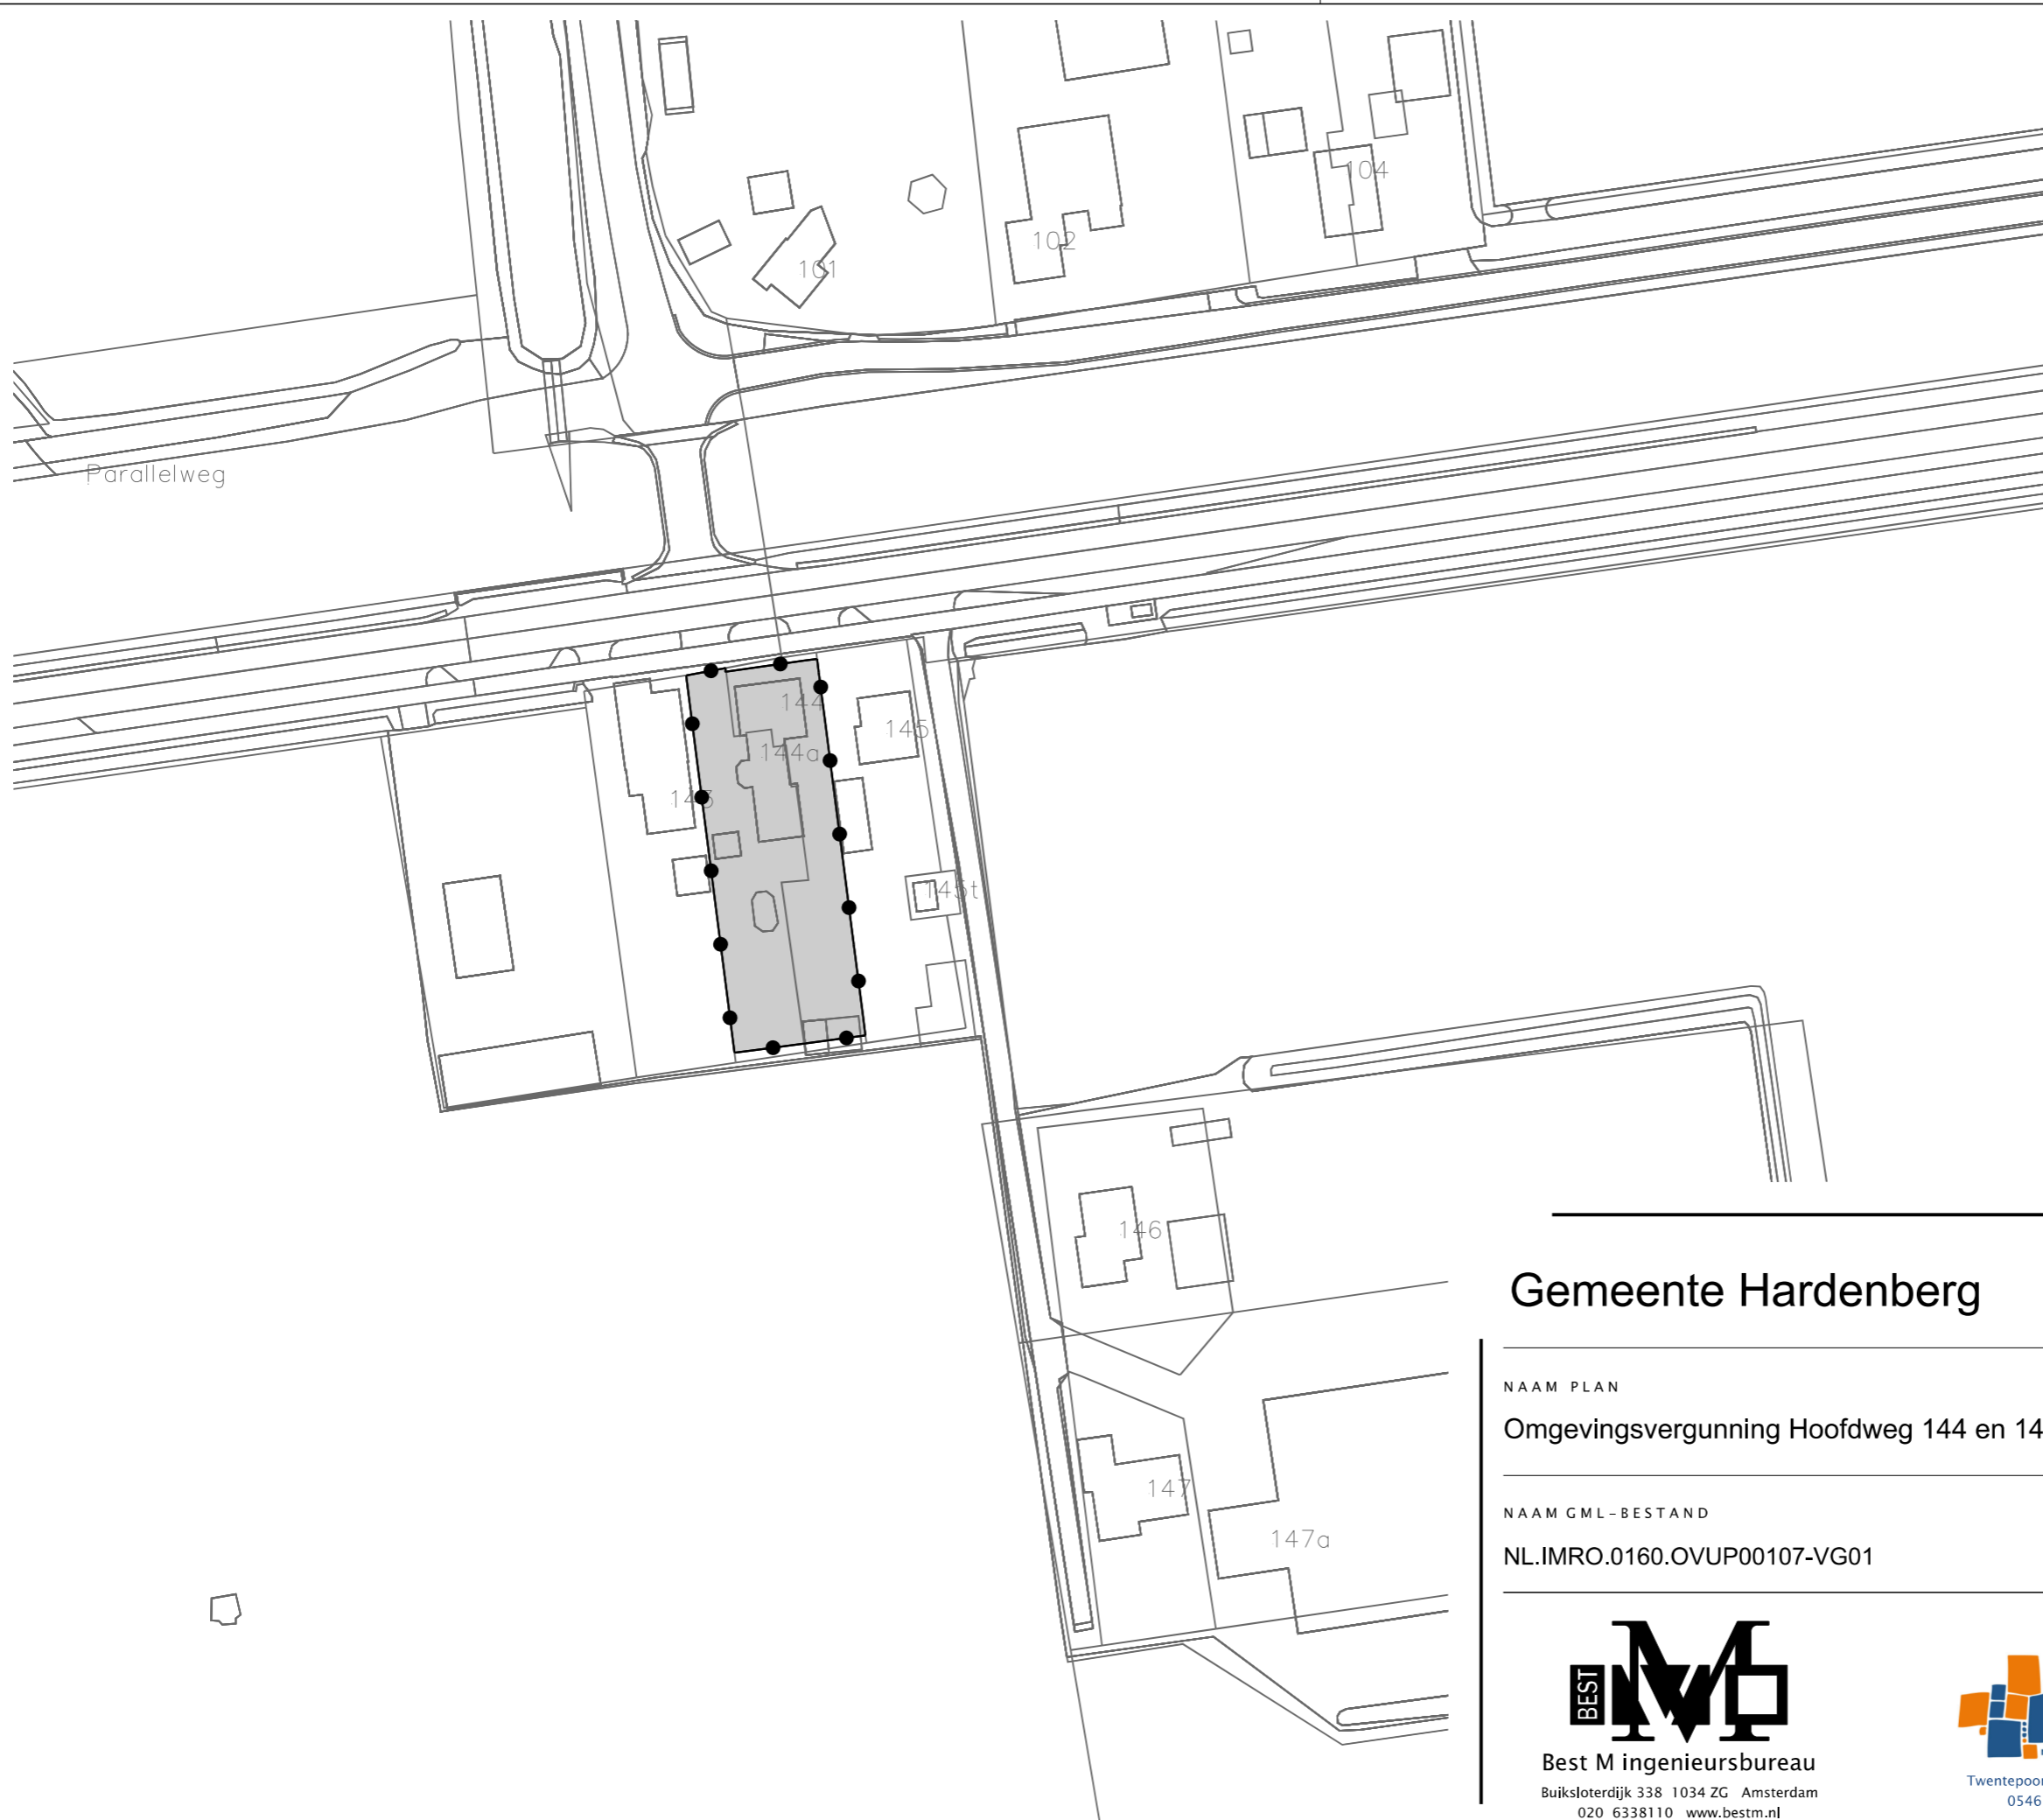 104
102
101
Parallelweg
144
145
144a
143
145t
146
Gemeente Hardenberg
NAAM PLAN
Omgevingsvergunning Hoofdweg 144 en 14
147
NAAM GML-BESTAND
147a
NL.IMRO.0160.OVUP00107-VG01
BEST
M
Best M ingenieursbureau
Buiksloterdijk 338 1034 ZG Amsterdam
020 6338110 www.bestm.nl
Twentepoor
0546